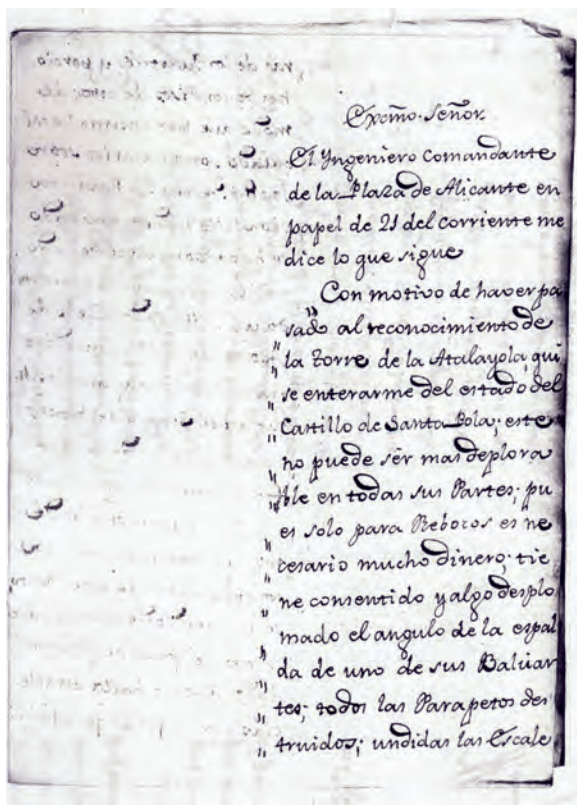 Excmo. Señor.
El Yngeniero Comandante
de la Plaza de Alicante en
papel de 21 del corriente me
dice lo que sigue
Con motivo de haver pa
" sado al reconocimiento de
" la torre de la Atalayola, qui
" se enterarme del estado del
" Castillo de Santa Pola; este
" no puede sér mas deplora
" ble en todas sus Partes; pu
" es solo para Rebocos es ne
" cesario mucho dinero; tie
" ne consentido y algo desplo
" mado el angulo de la espal
" da de uno de sus Baluar
" tes; todos las Parapetos des
" truidos; undidas las Escale